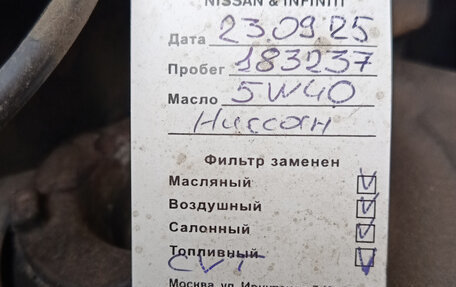 NISSAN & INFINITI
Дата 23.09.25
Пробег 183237
Масло 5W40
Ниссан
Фильтр заменен
Масляный
Воздушный
Салонный
Топливный
CVT
Москва ул.